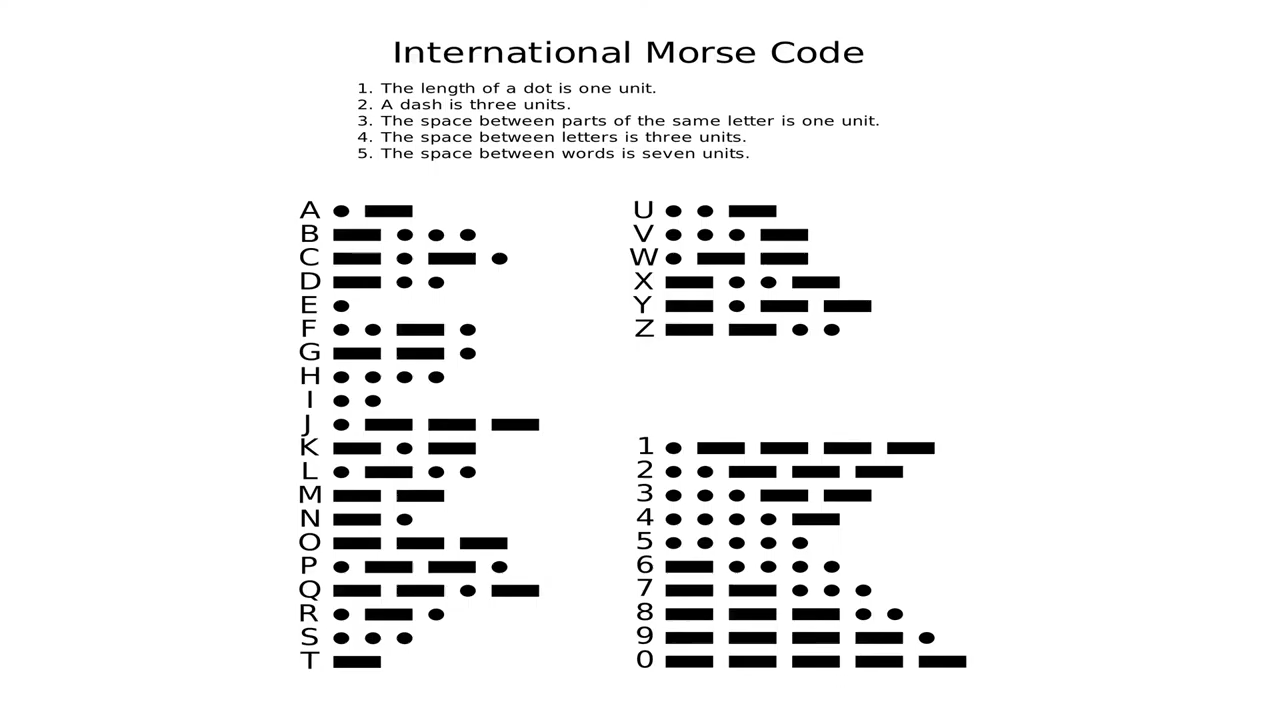 International Morse Code
1. The length of a dot is one unit.
2. A dash is three units.
3. The space between parts of the same letter is one unit.
4. The space between letters is three units.
5. The space between words is seven units.
A
B
C
D
E
F
G
H
I
J
K
L
M
N
O
P
Q
R
S
T
U
V
W
X
Y
Z
1
2
3
4
5
6
7
8
9
0